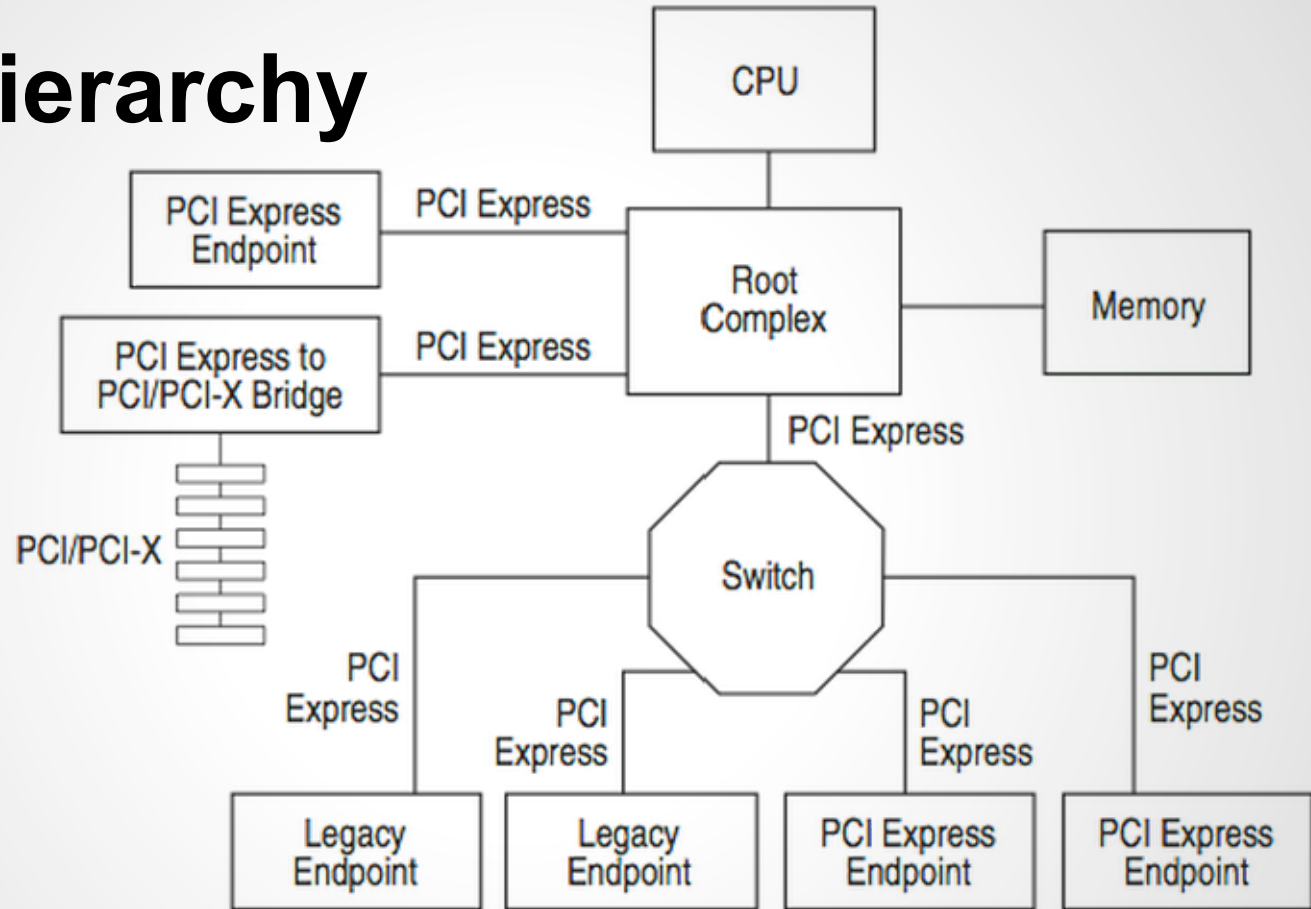 ierarchy
CPU
PCI Express
Endpoint
PCI Express
Root
Complex
Memory
PCI Express to
PCI/PCI-X Bridge
PCI Express
PCI Express
PCI/PCI-X
Switch
PCI
Express
PCI
Express
PCI
Express
PCI
Express
Legacy
Endpoint
Legacy
Endpoint
PCI Express
Endpoint
PCI Express
Endpoint